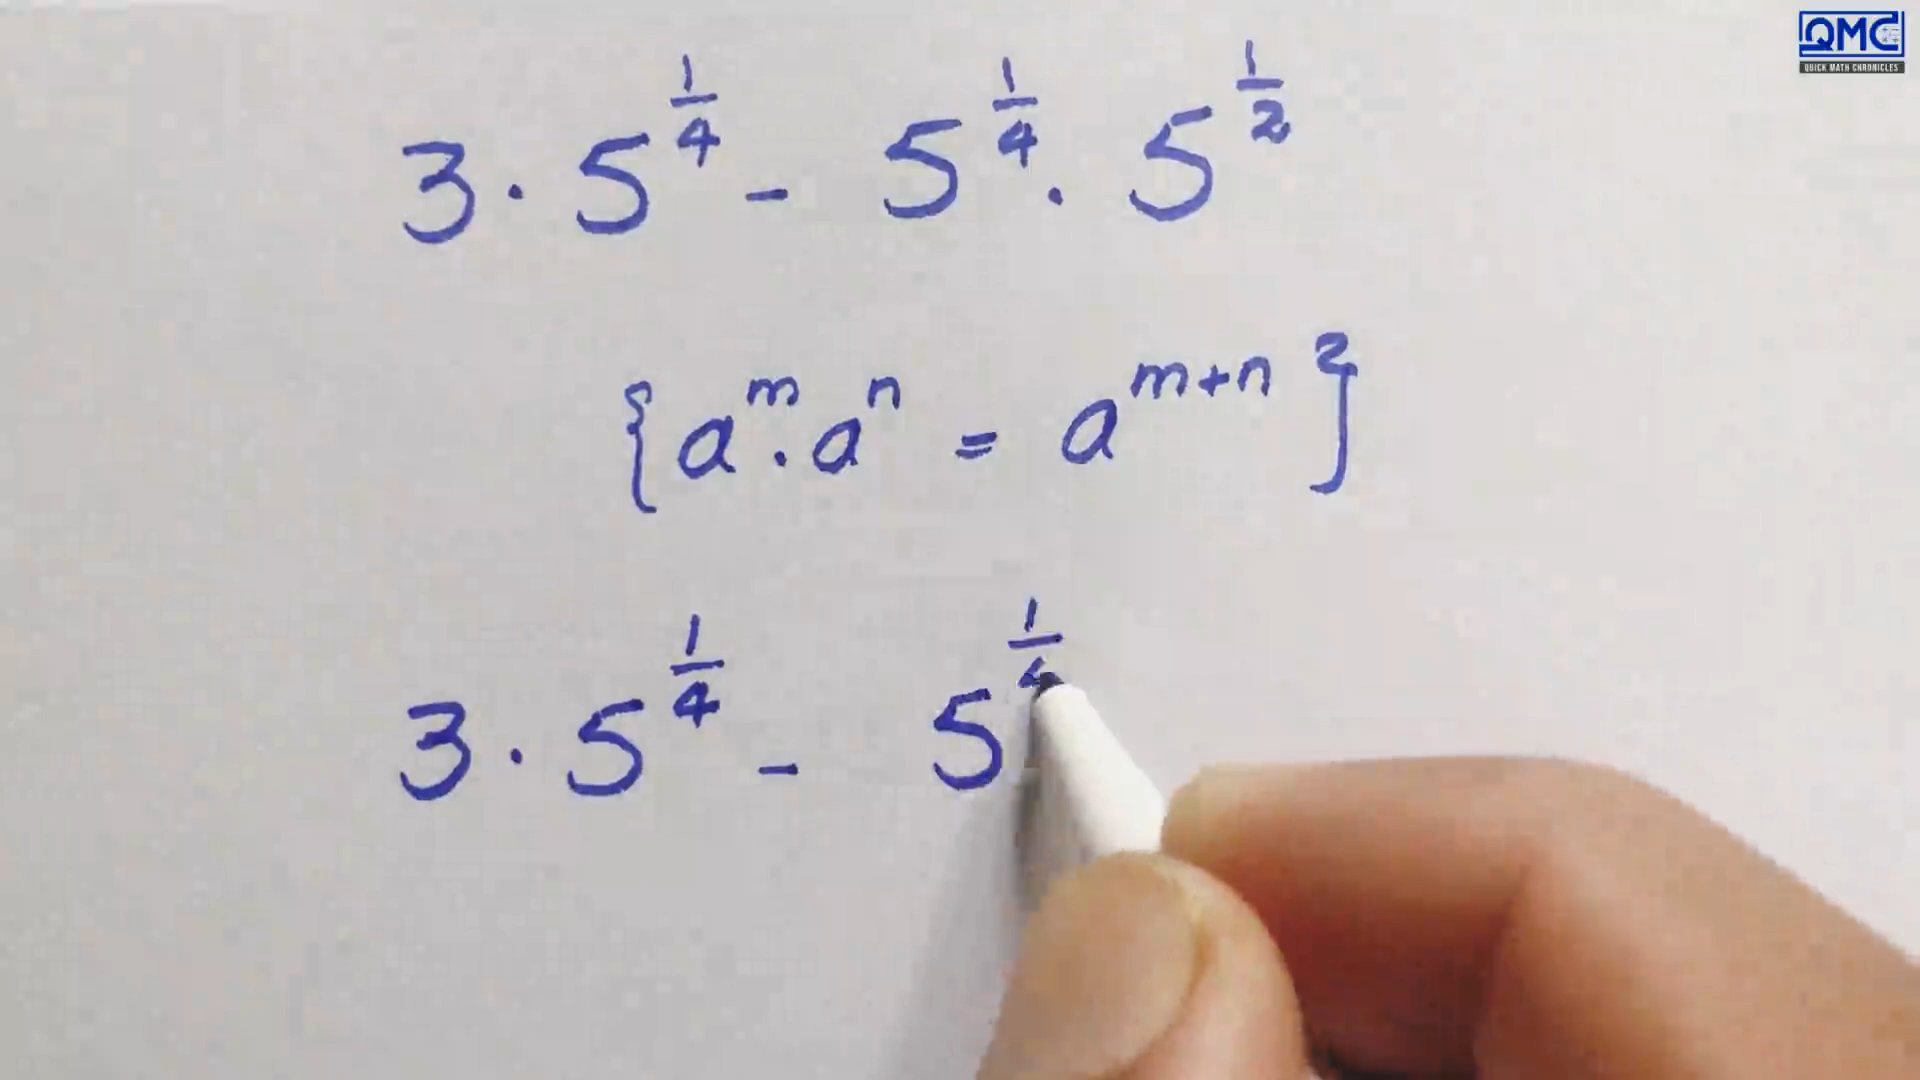 QMC
QUICK MATH CHRONICLES
3 · 5^(1/4) - 5^(1/4) · 5^(1/2)
{a^m · a^n = a^(m+n)}
3 · 5^(1/4) - 5^(1/4